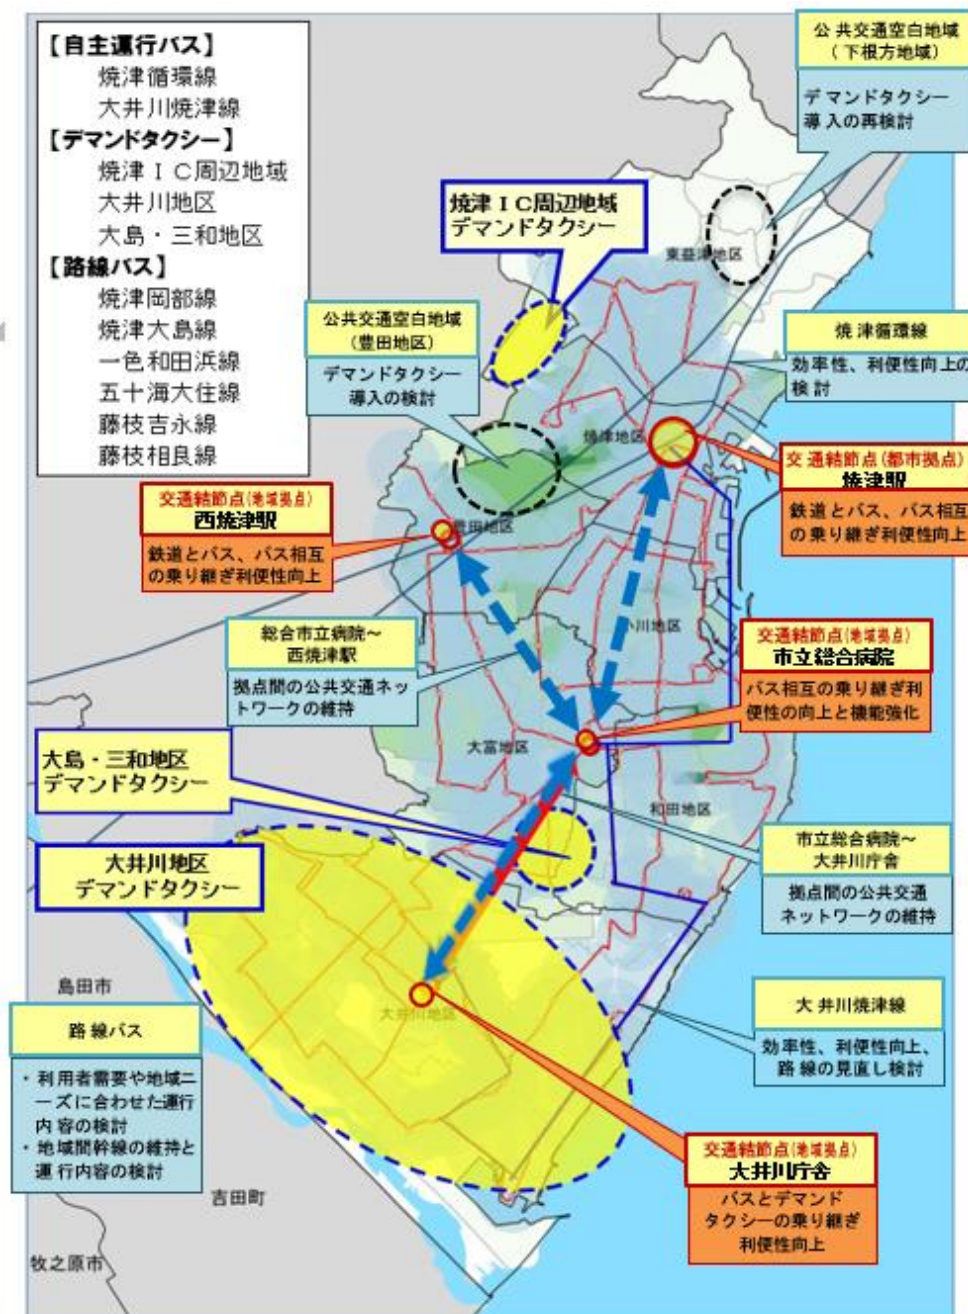 【自主運行バス】
焼津循環線
大井川焼津線
【デマンドタクシー】
焼津ＩＣ周辺地域
大井川地区
大島・三和地区
【路線バス】
焼津岡部線
焼津大島線
一色和田浜線
五十海大住線
藤枝吉永線
藤枝相良線
公共交通空白地域
（下根方地域）
デマンドタクシー
導入の再検討
焼津ＩＣ周辺地域
デマンドタクシー
東益津地区
公共交通空白地域
（豊田地区）
デマンドタクシー
導入の検討
焼津循環線
効率性、利便性向上の
検討
焼津地区
交通結節点(都市拠点)
焼津駅
鉄道とバス、バス相互
の乗り継ぎ利便性向上
交通結節点(地域拠点)
西焼津駅
鉄道とバス、バス相互
の乗り継ぎ利便性向上
豊田地区
総合市立病院～
西焼津駅
拠点間の公共交通ネッ
トワークの維持
小川地区
交通結節点(地域拠点)
市立総合病院
バス相互の乗り継ぎ利
便性の向上と機能強化
大富地区
大島・三和地区
デマンドタクシー
和田地区
市立総合病院～
大井川庁舎
拠点間の公共交通
ネットワークの維持
大井川地区
デマンドタクシー
島田市
大井川地区
大井川焼津線
効率性、利便性向上、
路線の見直し検討
路線バス
・利用者需要や地域ニ
ーズに合わせた運行
内容の検討
・地域間幹線の維持と
運行内容の検討
交通結節点(地域拠点)
大井川庁舎
バスとデマンド
タクシーの乗り継ぎ
利便性向上
吉田町
牧之原市